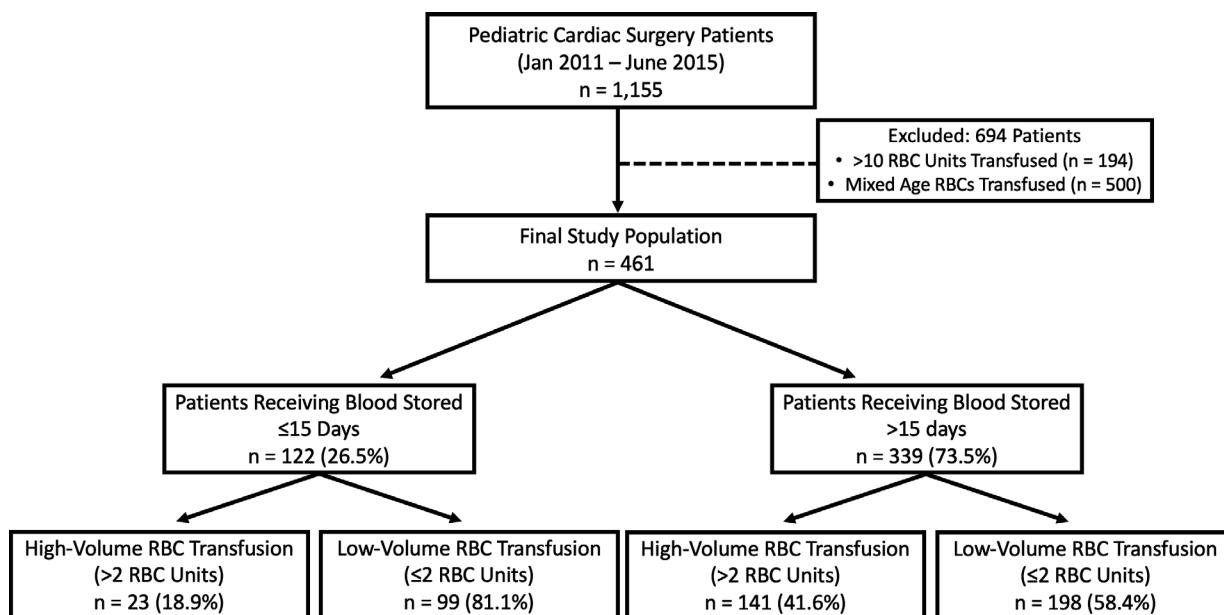 Pediatric Cardiac Surgery Patients
(Jan 2011 – June 2015)
n = 1,155
Excluded: 694 Patients
• >10 RBC Units Transfused (n = 194)
• Mixed Age RBCs Transfused (n = 500)
Final Study Population
n = 461
Patients Receiving Blood Stored
≤15 Days
n = 122 (26.5%)
Patients Receiving Blood Stored
>15 days
n = 339 (73.5%)
High-Volume RBC Transfusion
(>2 RBC Units)
n = 23 (18.9%)
Low-Volume RBC Transfusion
(≤2 RBC Units)
n = 99 (81.1%)
High-Volume RBC Transfusion
(>2 RBC Units)
n = 141 (41.6%)
Low-Volume RBC Transfusion
(≤2 RBC Units)
n = 198 (58.4%)